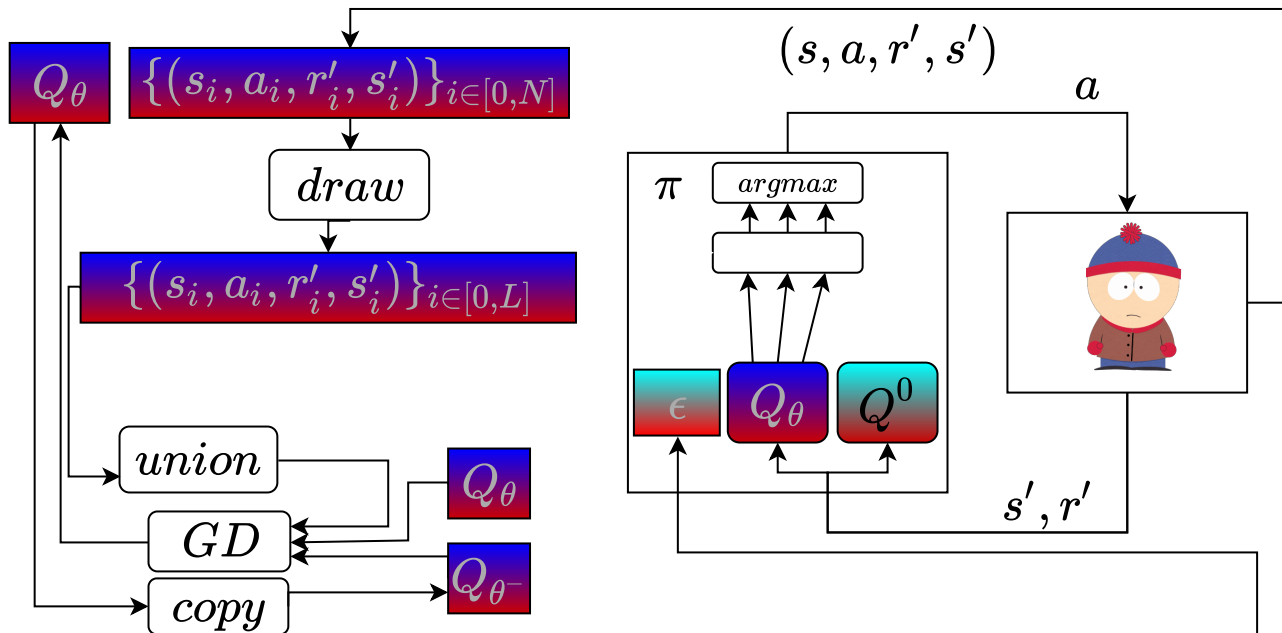 (s, a, r′, s′)
Q_θ
{(s_i, a_i, r′_i, s′_i)}_{i∈[0,N]}
a
draw
π
argmax
{(s_i, a_i, r′_i, s′_i)}_{i∈[0,L]}
ϵ
Q_θ
Q^0
union
Q_θ
s′, r′
GD
Q_{θ^−}
copy